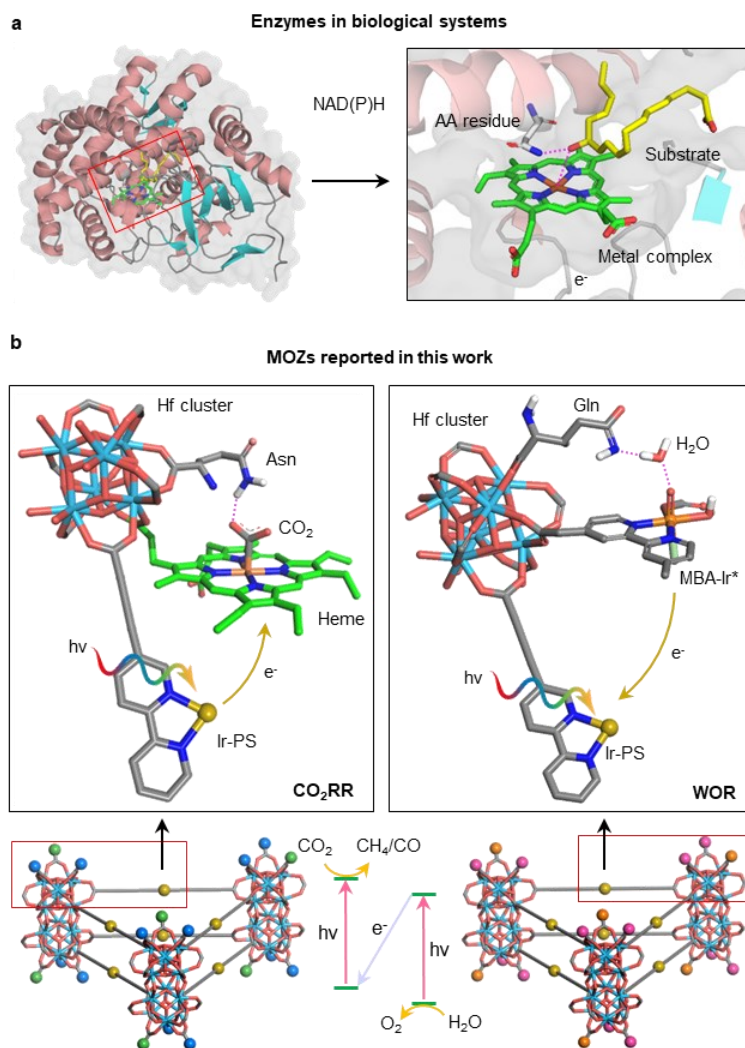 a
Enzymes in biological systems
NAD(P)H
AA residue
Substrate
Metal complex
e-
b
MOZs reported in this work
Hf cluster
Asn
CO2
Heme
hv
e-
Ir-PS
CO2RR
Hf cluster
Gln
H2O
MBA-Ir*
hv
e-
Ir-PS
WOR
CO2 CH4/CO
hv e- hv
O2 H2O